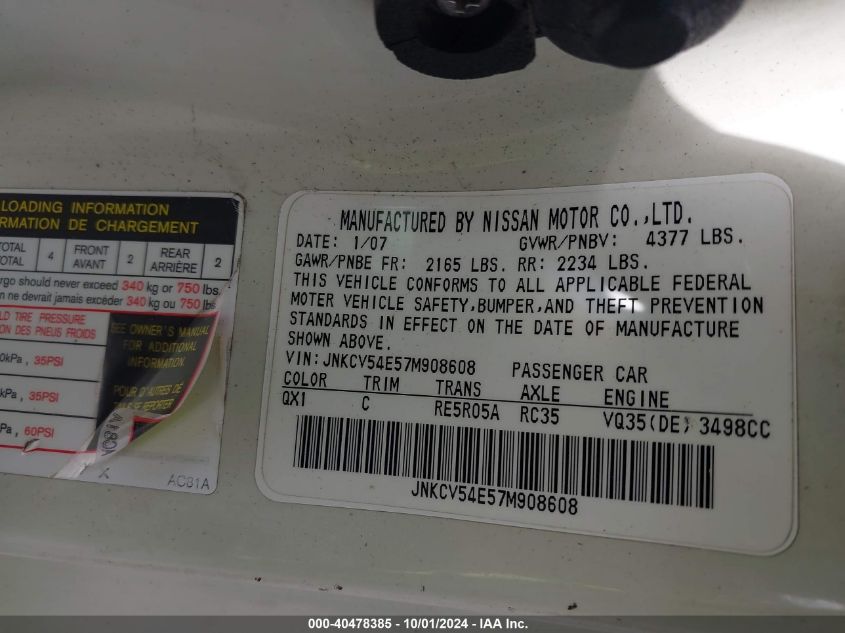 LOADING INFORMATION
RMATION DE CHARGEMENT
TOTAL 4 FRONT 2 REAR 2
TOTAL AVANT ARRIÈRE
rgo should never exceed 340 kg or 750 lbs
n ne devrait jamais excéder 340 kg ou 750 lbs
LD TIRE PRESSURE
ION DES PNEUS FROIDS
SEE OWNER'S MANUAL
FOR ADDITIONAL
INFORMATION.
0kPa , 35PSI
kPa , 35PSI
Pa , 60PSI
POUR D'AUTRES DE
X
AC81A
MANUFACTURED BY NISSAN MOTOR CO.,LTD.
DATE: 1/07 GVWR/PNBV: 4377 LBS.
GAWR/PNBE FR: 2165 LBS. RR: 2234 LBS.
THIS VEHICLE CONFORMS TO ALL APPLICABLE FEDERAL
MOTER VEHICLE SAFETY,BUMPER,AND THEFT PREVENTION
STANDARDS IN EFFECT ON THE DATE OF MANUFACTURE
SHOWN ABOVE.
VIN:JNKCV54E57M908608 PASSENGER CAR
COLOR TRIM TRANS AXLE ENGINE
QX1 C RE5R05A RC35 VQ35(DE) 3498CC
JNKCV54E57M908608
000-40478385 - 10/01/2024 - IAA Inc.